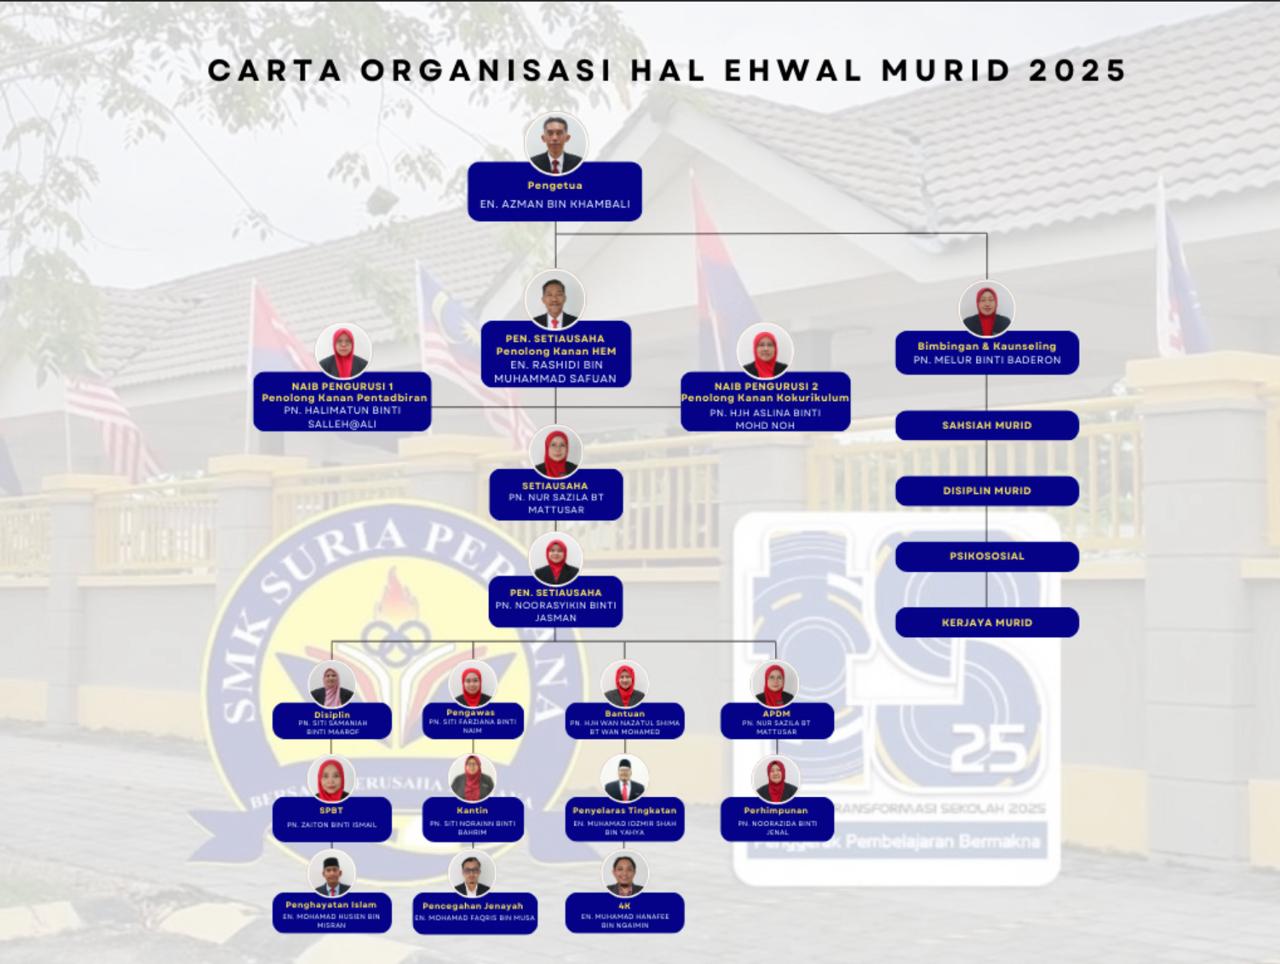 CARTA ORGANISASI HAL EHWAL MURID 2025
Pengetua
EN. AZMAN BIN KHAMBALI
PEN. SETIAUSAHA
Penolong Kanan HEM
EN. RASHIDI BIN
MUHAMMAD SAFUAN
NAIB PENGURUSI 1
Penolong Kanan Pentadbiran
PN. HALIMATUN BINTI
SALLEH@ALI
NAIB PENGURUSI 2
Penolong Kanan Kokurikulum
PN. HJH ASLINA BINTI
MOHD NOH
Bimbingan & Kaunseling
PN. MELUR BINTI BADERON
SAHSIAH MURID
DISIPLIN MURID
PSIKOSOSIAL
KERJAYA MURID
SETIAUSAHA
PN. NUR SAZILA BT
MATTUSAR
PEN. SETIAUSAHA
PN. NOORASYIKIN BINTI
JASMAN
Disiplin
PN. SITI SAMANIAH
BINTI MAAROF
Pengawas
PN. SITI FARZIANA BINTI
NAIM
Bantuan
PN. HJH WAN NAZATUL SHIMA
BT WAN MOHAMED
APDM
PN. NUR SAZILA BT
MATTUSAR
SPBT
PN. ZAITON BINTI ISMAIL
Kantin
PN. SITI NORAINN BINTI
BAHRIM
Penyelaras Tingkatan
EN. MUHAMAD IOZMIR SHAH
BIN YAHYA
Perhimpunan
PN. NOORAZIDA BINTI
JENAL
Penghayatan Islam
EN. MOHAMAD HUSIEN BIN
MISRAN
Pencegahan Jenayah
EN. MOHAMAD FAQRIS BIN MUSA
4K
EN. MUHAMAD HANAFEE
BIN NGAIMIN
SMK SURIA
25
TRANSFORMASI SEKOLAH 2025
Pembelajaran Bermakna